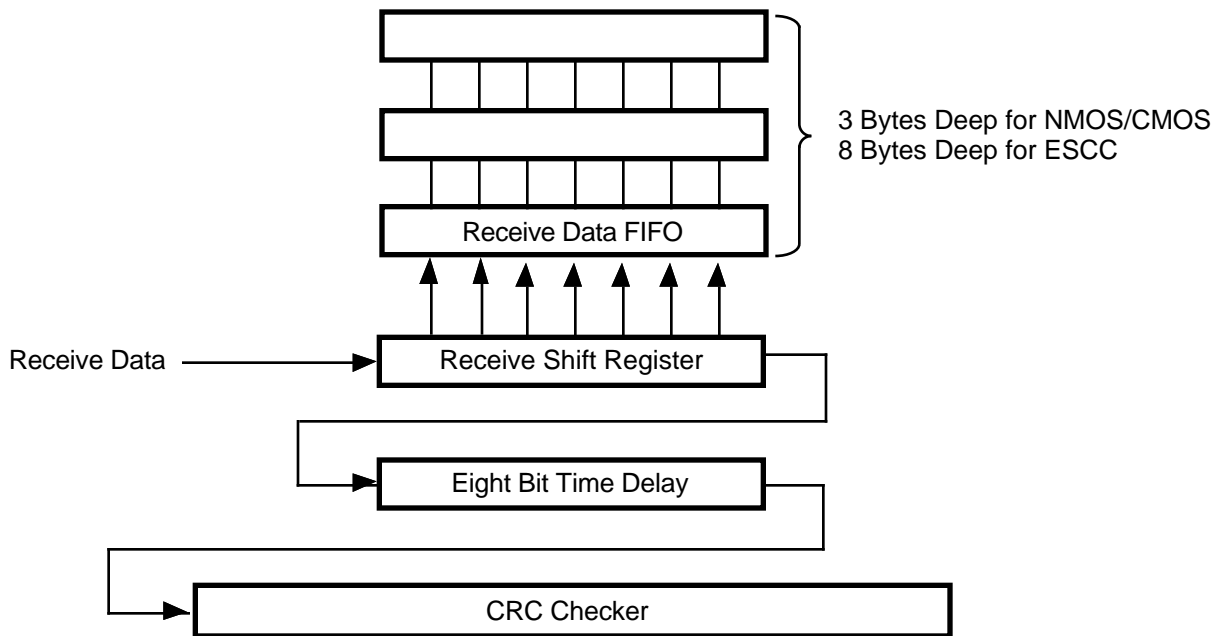 3 Bytes Deep for NMOS/CMOS
8 Bytes Deep for ESCC
Receive Data FIFO
Receive Data
Receive Shift Register
Eight Bit Time Delay
CRC Checker